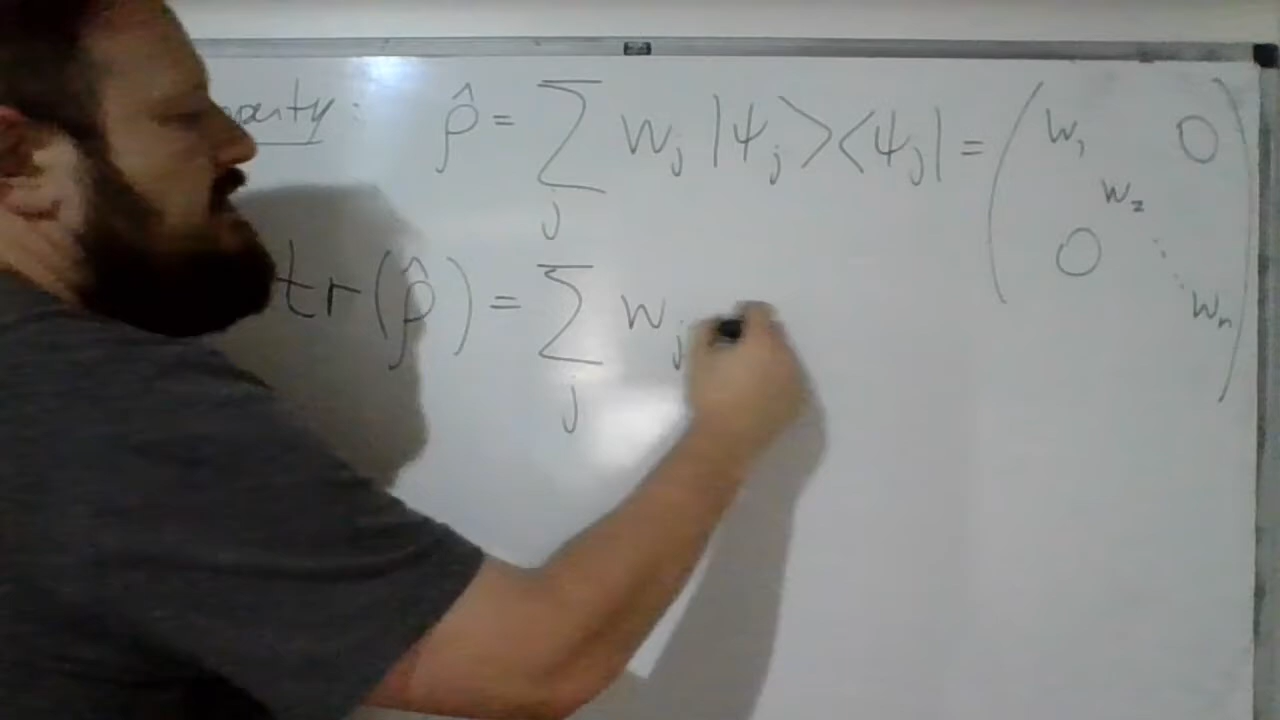 : ρ̂ = Σ_j w_j |ψ_j><ψ_j| = ( w_1 0 w_2 0 ⋱ w_n )
tr(ρ̂) = Σ_j w_j